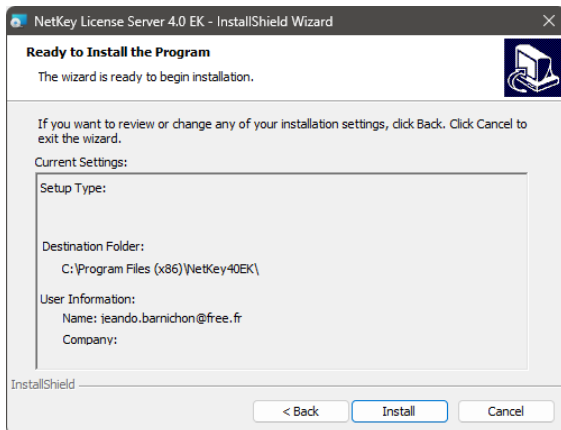 NetKey License Server 4.0 EK - InstallShield Wizard
Ready to Install the Program
The wizard is ready to begin installation.
If you want to review or change any of your installation settings, click Back. Click Cancel to
exit the wizard.
Current Settings:
Setup Type:
Destination Folder:
C:\Program Files (x86)\NetKey40EK\
User Information:
Name: jeando.barnichon@free.fr
Company:
InstallShield
< Back
Install
Cancel